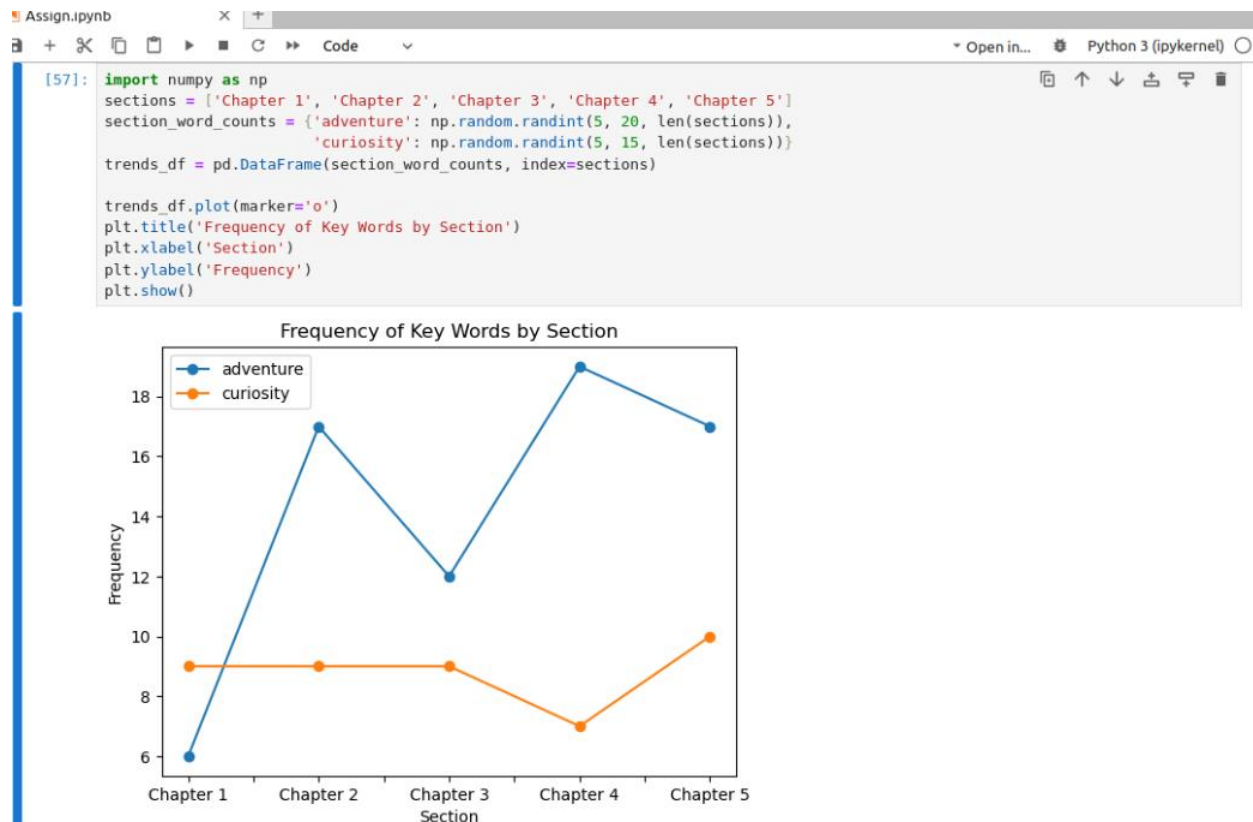 Assign.ipynb
Code
Open in...
Python 3 (ipykernel)
[57]:
import numpy as np
sections = ['Chapter 1', 'Chapter 2', 'Chapter 3', 'Chapter 4', 'Chapter 5']
section_word_counts = {'adventure': np.random.randint(5, 20, len(sections)),
'curiosity': np.random.randint(5, 15, len(sections))}
trends_df = pd.DataFrame(section_word_counts, index=sections)
trends_df.plot(marker='o')
plt.title('Frequency of Key Words by Section')
plt.xlabel('Section')
plt.ylabel('Frequency')
plt.show()
Frequency of Key Words by Section
adventure
curiosity
18
16
14
12
10
8
6
Frequency
Chapter 1 Chapter 2 Chapter 3 Chapter 4 Chapter 5
Section